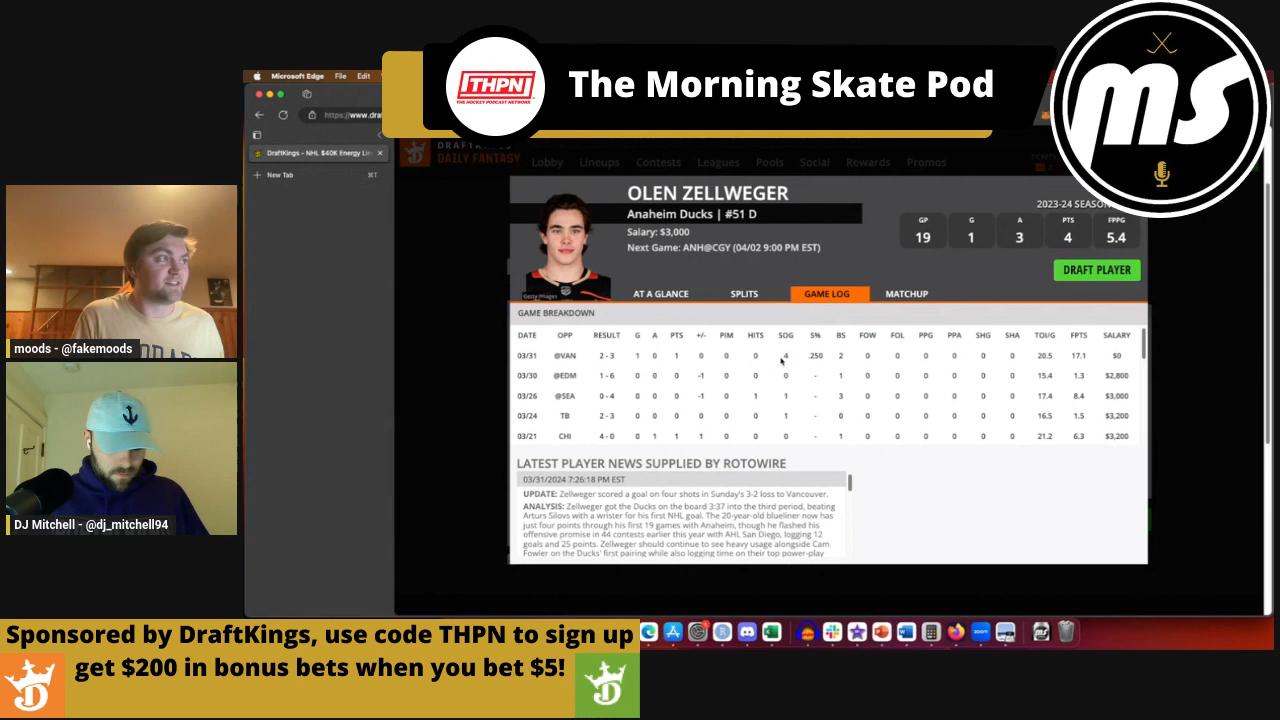 THPN
THE HOCKEY PODCAST NETWORK
The Morning Skate Pod
ms
Microsoft Edge File Edit
https://www.dra
DraftKings - NHL $40K Energy Lin
New Tab
⌘T
DAILY FANTASY
Lobby Lineups Contests Leagues Pools Social Rewards Promos
OLEN ZELLWEGER
Anaheim Ducks | #51 D
Salary: $3,000
Next Game: ANH@CGY (04/02 9:00 PM EST)
2023-24 SEASON
GP G A PTS FPPG
19 1 3 4 5.4
DRAFT PLAYER
Getty Images
AT A GLANCE SPLITS GAME LOG MATCHUP
GAME BREAKDOWN
DATE OPP RESULT G A PTS +/- PIM HITS SOG S% BS FOW FOL PPG PPA SHG SHA TOI/G FPTS SALARY
03/31 @VAN 2 - 3 1 0 1 0 0 0 4 .250 2 0 0 0 0 0 0 20.5 17.1 $0
03/30 @EDM 1 - 6 0 0 0 -1 0 0 0 - 1 0 0 0 0 0 0 15.4 1.3 $2,800
03/26 @SEA 0 - 4 0 0 0 -1 0 1 1 - 3 0 0 0 0 0 0 17.4 8.4 $3,000
03/24 TB 2 - 3 0 0 0 0 0 0 1 - 0 0 0 0 0 0 0 16.5 1.5 $3,200
03/21 CHI 4 - 0 0 1 1 1 0 0 0 - 1 0 0 0 0 0 0 21.2 6.3 $3,200
LATEST PLAYER NEWS SUPPLIED BY ROTOWIRE
03/31/2024 7:26:18 PM EST
UPDATE: Zellweger scored a goal on four shots in Sunday's 3-2 loss to Vancouver.
ANALYSIS: Zellweger got the Ducks on the board 3:37 into the third period, beating
Arturs Silovs with a wrister for his first NHL goal. The 20-year-old blueliner now has
just four points through his first 19 games with Anaheim, though he flashed his
offensive promise in 44 contests earlier this year with AHL San Diego, logging 12
goals and 25 points. Zellweger should continue to see heavy usage alongside Cam
Fowler on the Ducks' first pairing while also logging time on their top power-play
moods - @fakemoods
DJ Mitchell - @dj_mitchell94
Sponsored by DraftKings, use code THPN to sign up
get $200 in bonus bets when you bet $5!